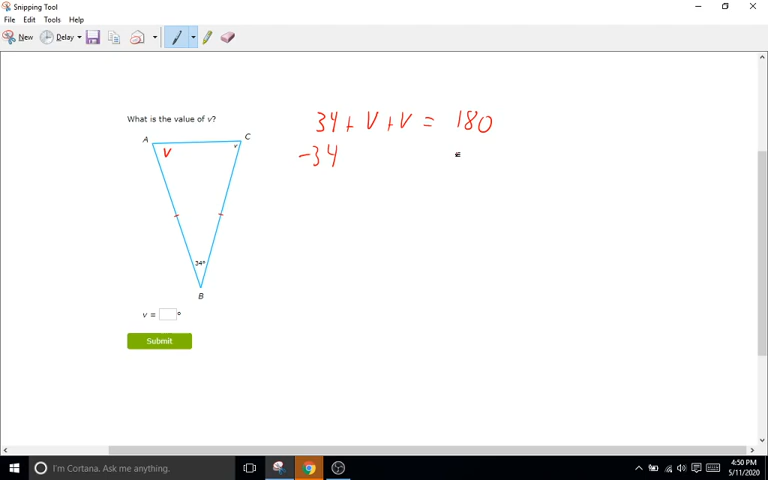 Snipping Tool
File Edit Tools Help
New Delay
What is the value of v?
34 + V + V = 180
-34
A
C
V
v
34°
B
v = °
Submit
I'm Cortana. Ask me anything.
4:50 PM
5/11/2020